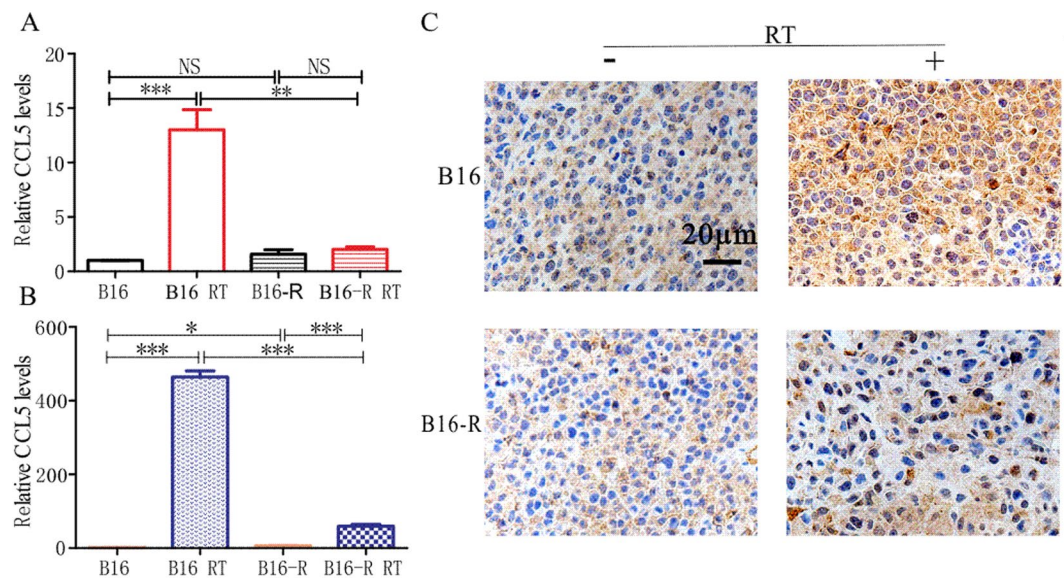 A
Relative CCL5 levels
20
15
10
5
0
NS NS
*** **
B16 B16 RT B16-R B16-R RT
B
Relative CCL5 levels
600
400
200
0
* ***
*** ***
B16 B16 RT B16-R B16-R RT
C
RT
- +
B16
20μm
B16-R